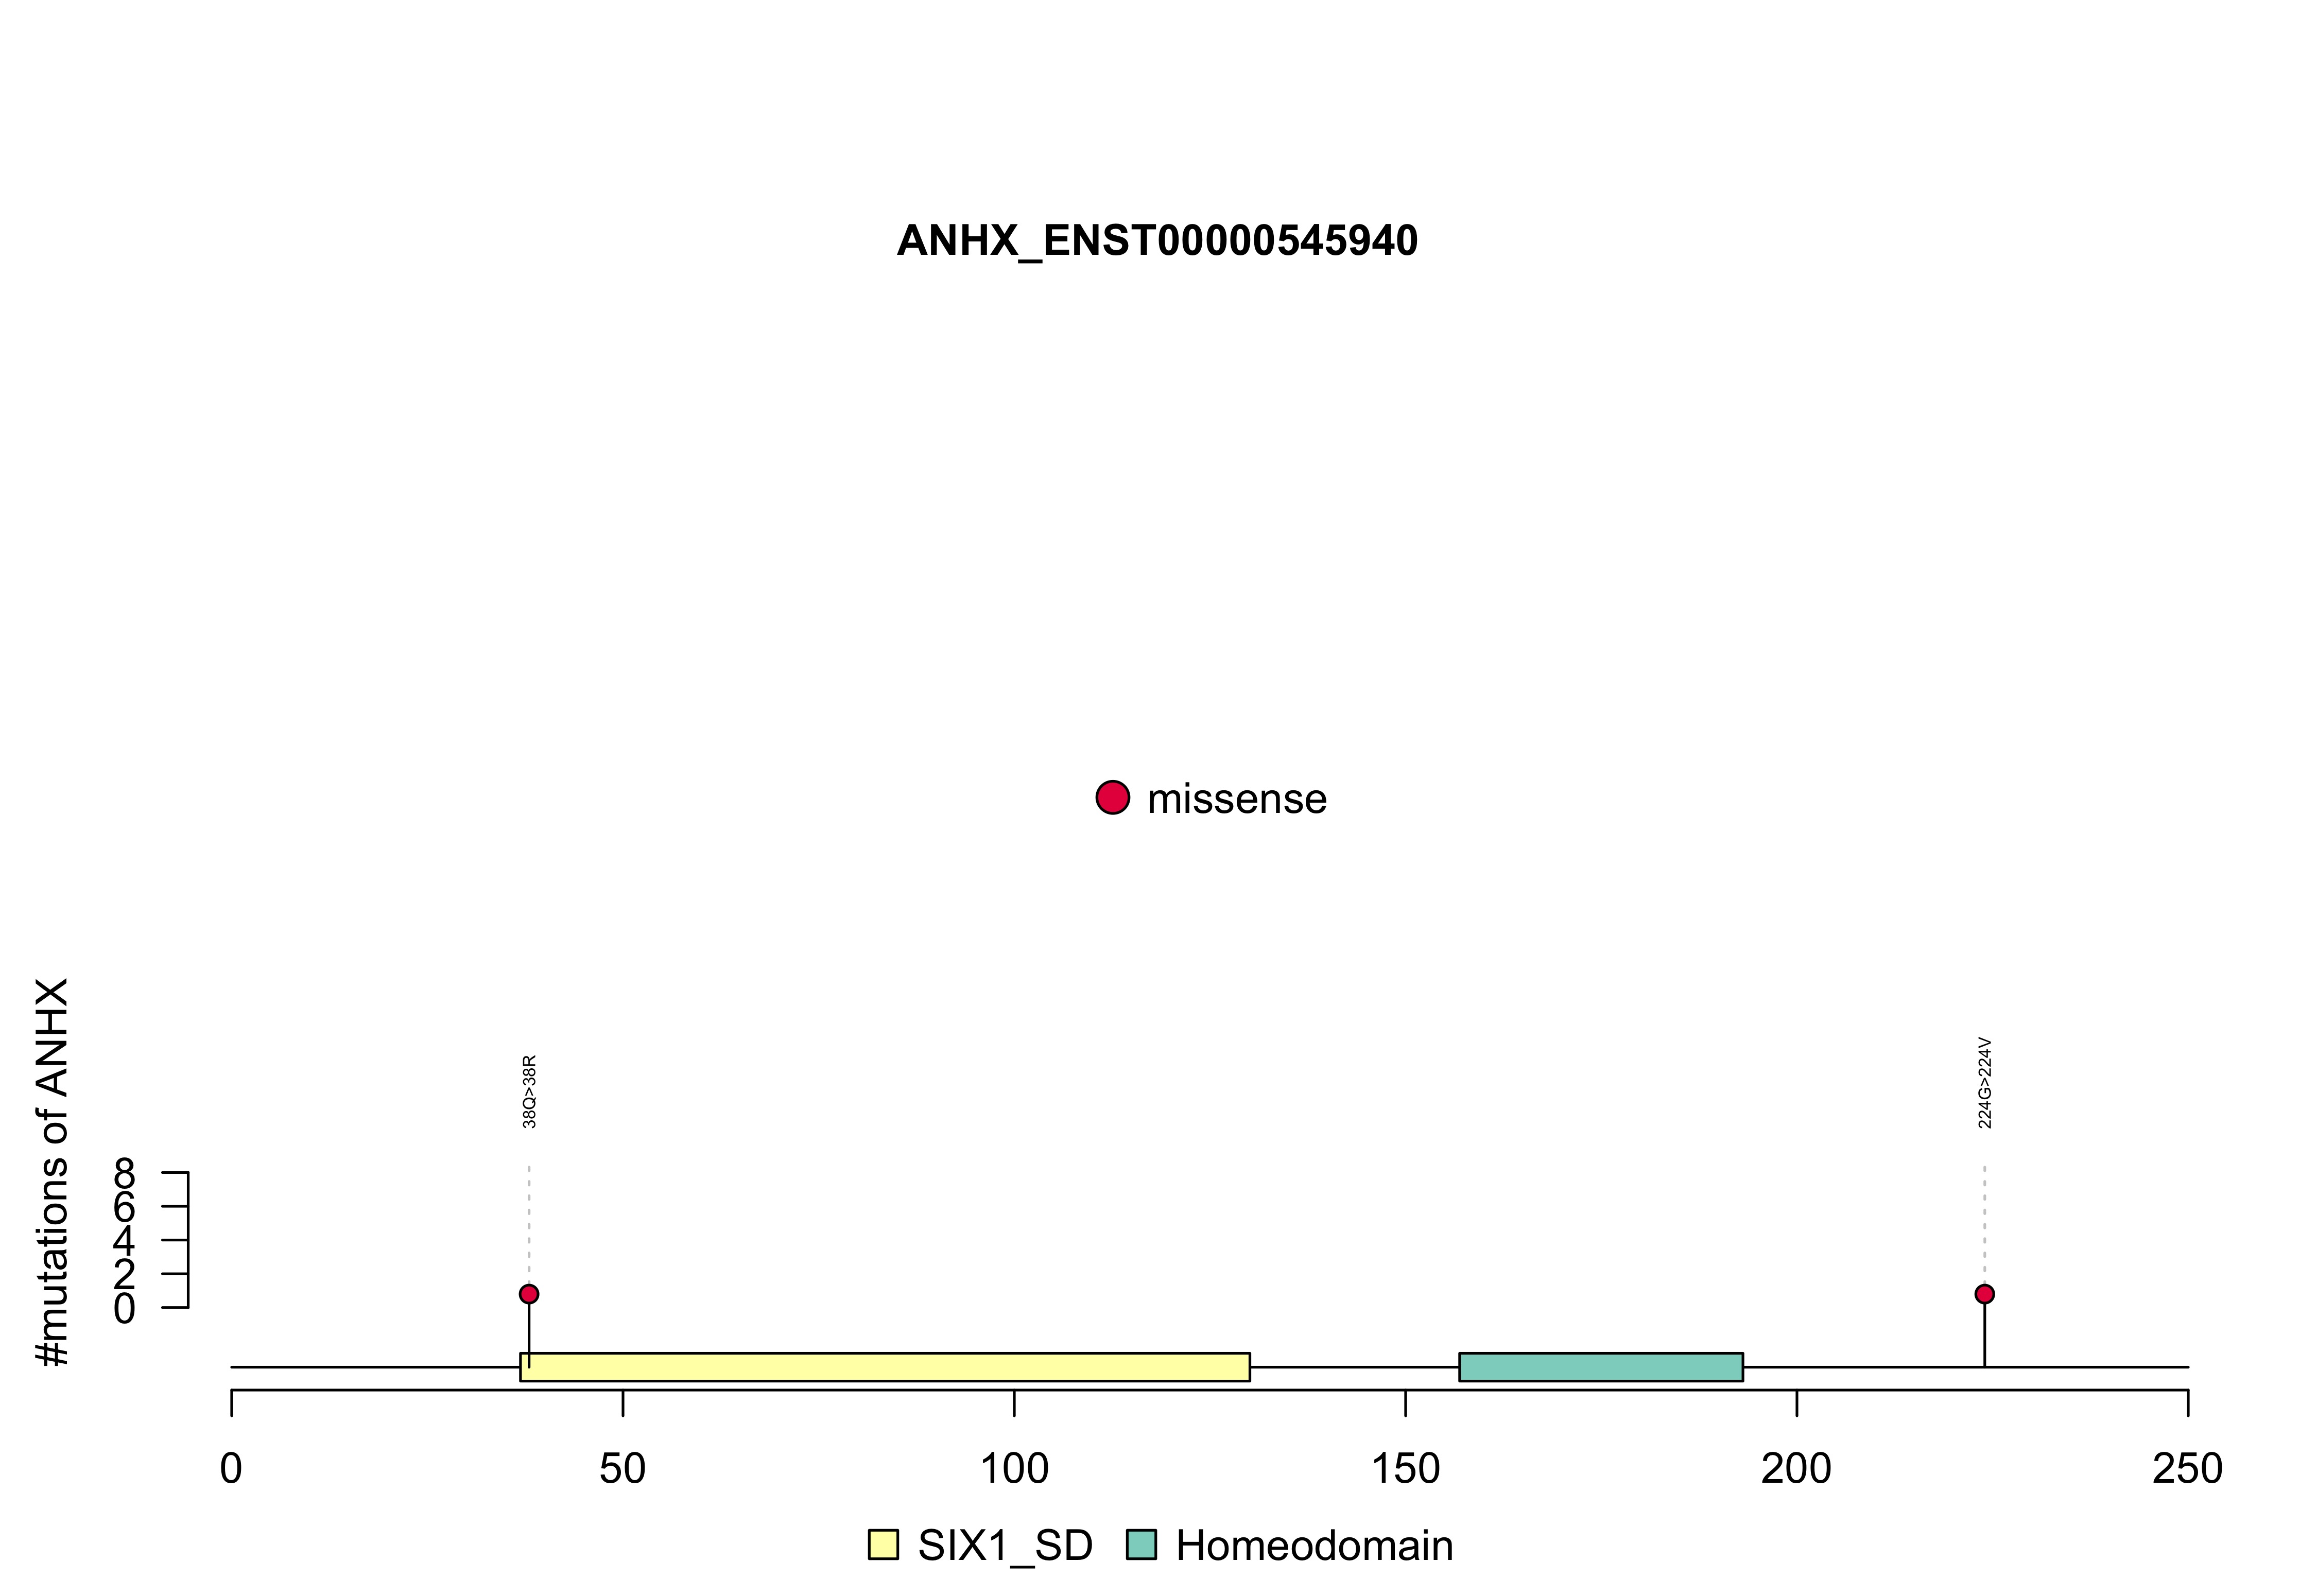 ANHX_ENST00000545940
missense
#mutations of ANHX
38Q>38R
224G>224V
8
6
4
2
0
0 50 100 150 200 250
SIX1_SD Homeodomain